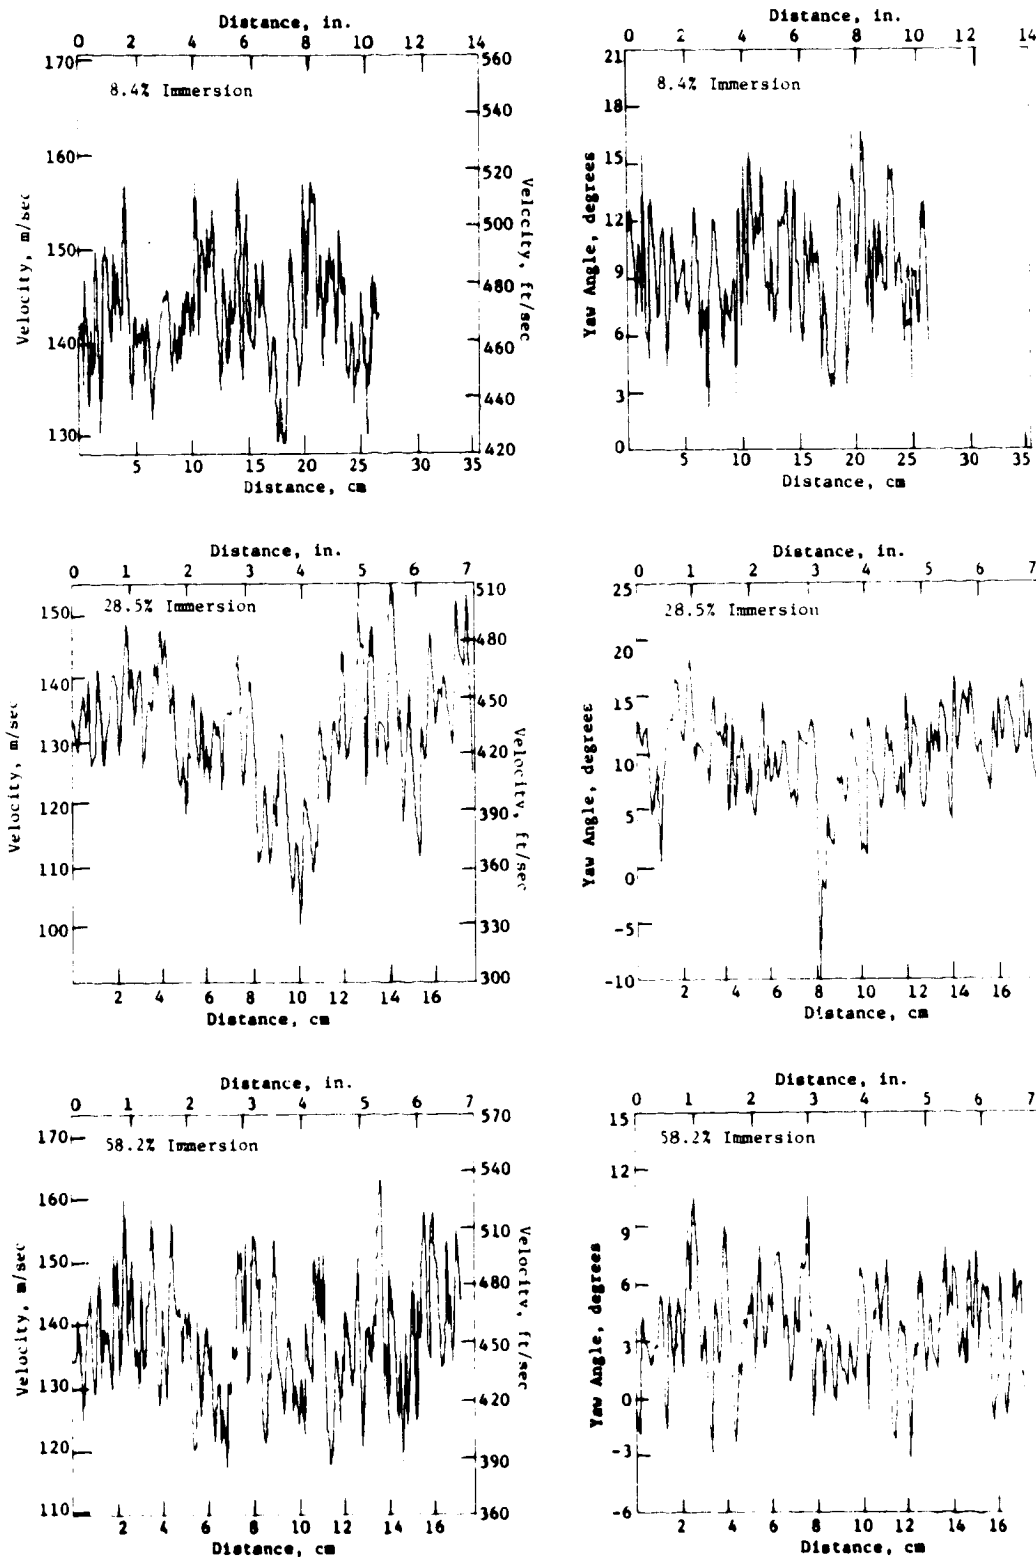 Distance, in.
0 2 4 6 8 10 12 14
170 560
8.4% Immersion
540
160 520
Velocity, m/sec
500
150
480
140 460
440
130 420
Velocity, ft/sec
5 10 15 20 25 30 35
Distance, cm
Distance, in.
0 2 4 6 8 10 14
21
8.4% Immersion
18
15
Yaw Angle, degrees
12
9
6
3
0
5 10 15 20 25 30 35
Distance, cm
Distance, in.
0 1 2 3 4 5 6 7
510
150
28.5% Immersion
480
140
450
Velocity, m/sec
130
420
120
390
110
360
100
330
300
Velocity, ft/sec
2 4 6 8 10 12 14 16
Distance, cm
Distance, in.
0 1 2 3 4 5 6 7
25
28.5% Immersion
20
15
Yaw Angle, degrees
10
5
0
-5
-10
2 4 6 8 10 12 14 16
Distance, cm
Distance, in.
0 1 2 3 4 5 6 7
570
170
58.2% Immersion
540
160
510
150
480
Velocity, m/sec
140
450
130
420
120
390
110 360
Velocity, ft/sec
2 4 6 8 10 12 14 16
Distance, cm
Distance, in.
0 1 2 3 4 5 6 7
15
58.2% Immersion
12
9
Yaw Angle, degrees
6
3
0
-3
-6
2 4 6 8 10 12 14 16
Distance, cm